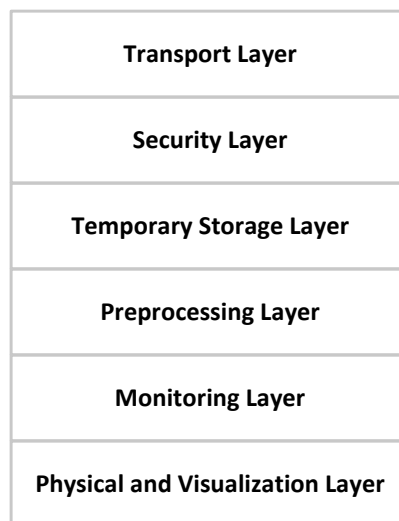 Transport Layer
Security Layer
Temporary Storage Layer
Preprocessing Layer
Monitoring Layer
Physical and Visualization Layer